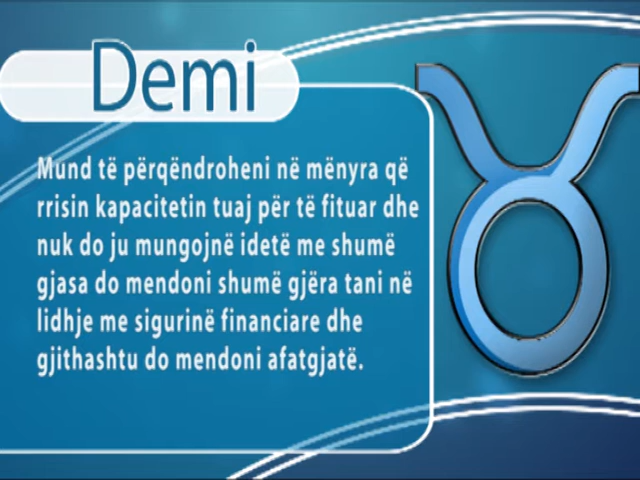 Demi
Mund të përqëndroheni në mënyra që
rrisin kapacitetin tuaj për të fituar dhe
nuk do ju mungojnë idetë me shumë
gjasa do mendoni shumë gjëra tani në
lidhje me sigurinë financiare dhe
gjithashtu do mendoni afatgjatë.